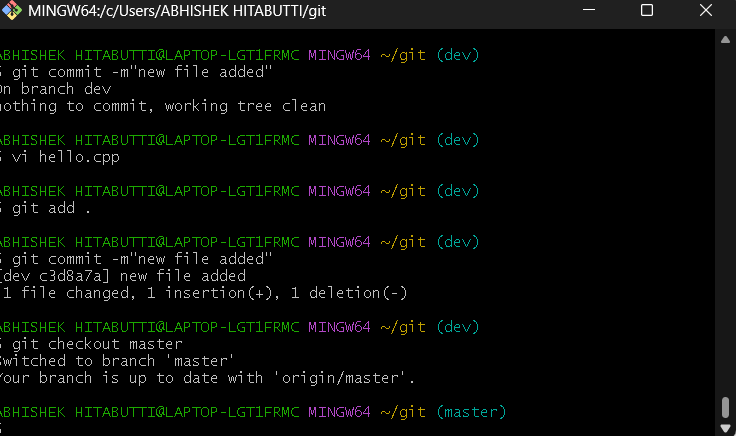 MINGW64:/c/Users/ABHISHEK HITABUTTI/git
ABHISHEK HITABUTTI@LAPTOP-LGT1FRMC MINGW64 ~/git (dev)
$ git commit -m"new file added"
On branch dev
nothing to commit, working tree clean
ABHISHEK HITABUTTI@LAPTOP-LGT1FRMC MINGW64 ~/git (dev)
$ vi hello.cpp
ABHISHEK HITABUTTI@LAPTOP-LGT1FRMC MINGW64 ~/git (dev)
$ git add .
ABHISHEK HITABUTTI@LAPTOP-LGT1FRMC MINGW64 ~/git (dev)
$ git commit -m"new file added"
[dev c3d8a7a] new file added
1 file changed, 1 insertion(+), 1 deletion(-)
ABHISHEK HITABUTTI@LAPTOP-LGT1FRMC MINGW64 ~/git (dev)
$ git checkout master
Switched to branch 'master'
Your branch is up to date with 'origin/master'.
ABHISHEK HITABUTTI@LAPTOP-LGT1FRMC MINGW64 ~/git (master)
$